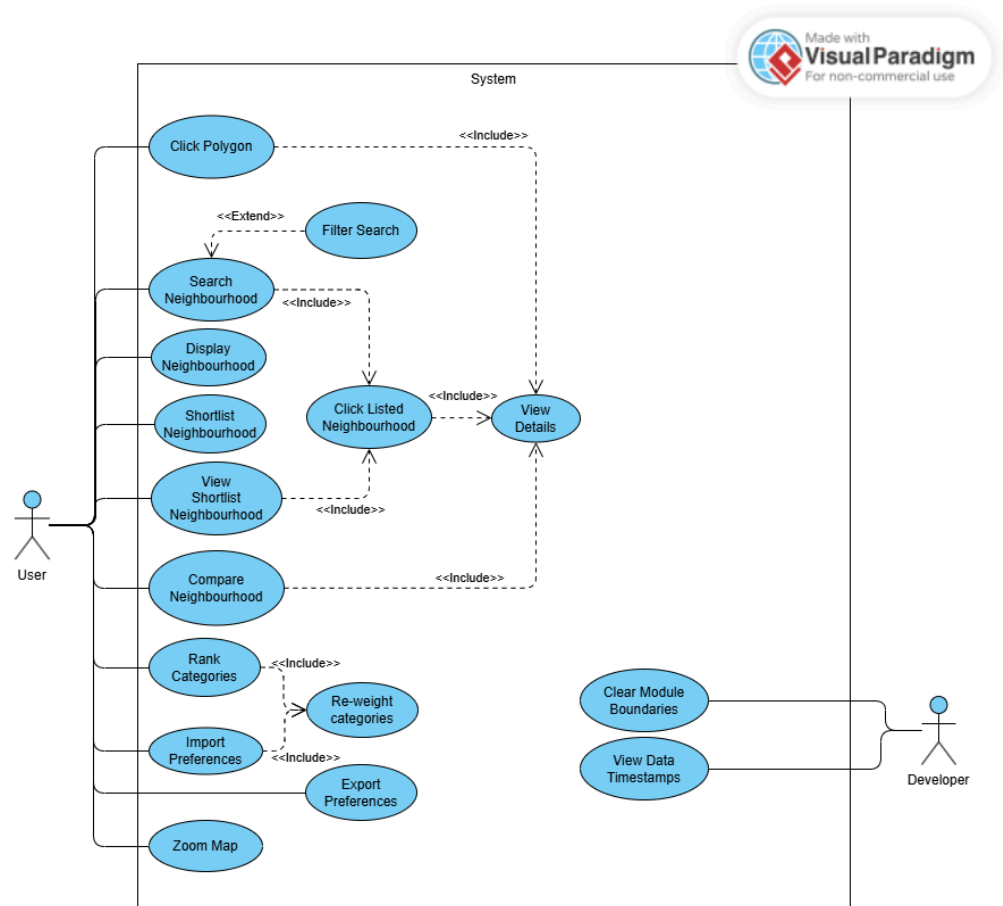 Made with
Visual Paradigm
For non-commercial use
System
Click Polygon
<<Include>>
<<Extend>>
Filter Search
Search
Neighbourhood
<<Include>>
Display
Neighbourhood
Shortlist
Neighbourhood
Click Listed
Neighbourhood
<<Include>>
View
Details
View
Shortlist
Neighbourhood
<<Include>>
User
Compare
Neighbourhood
<<Include>>
Rank
Categories
<<Include>>
Re-weight
categories
Import
Preferences
<<Include>>
Export
Preferences
Zoom Map
Clear Module
Boundaries
View Data
Timestamps
Developer